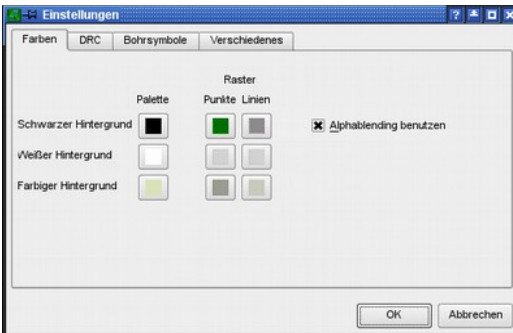 Einstellungen
Farben DRC Bohrsymbole Verschiedenes
Raster
Palette Punkte Linien
Schwarzer Hintergrund
Alphablending benutzen
Weißer Hintergrund
Farbiger Hintergrund
OK Abbrechen